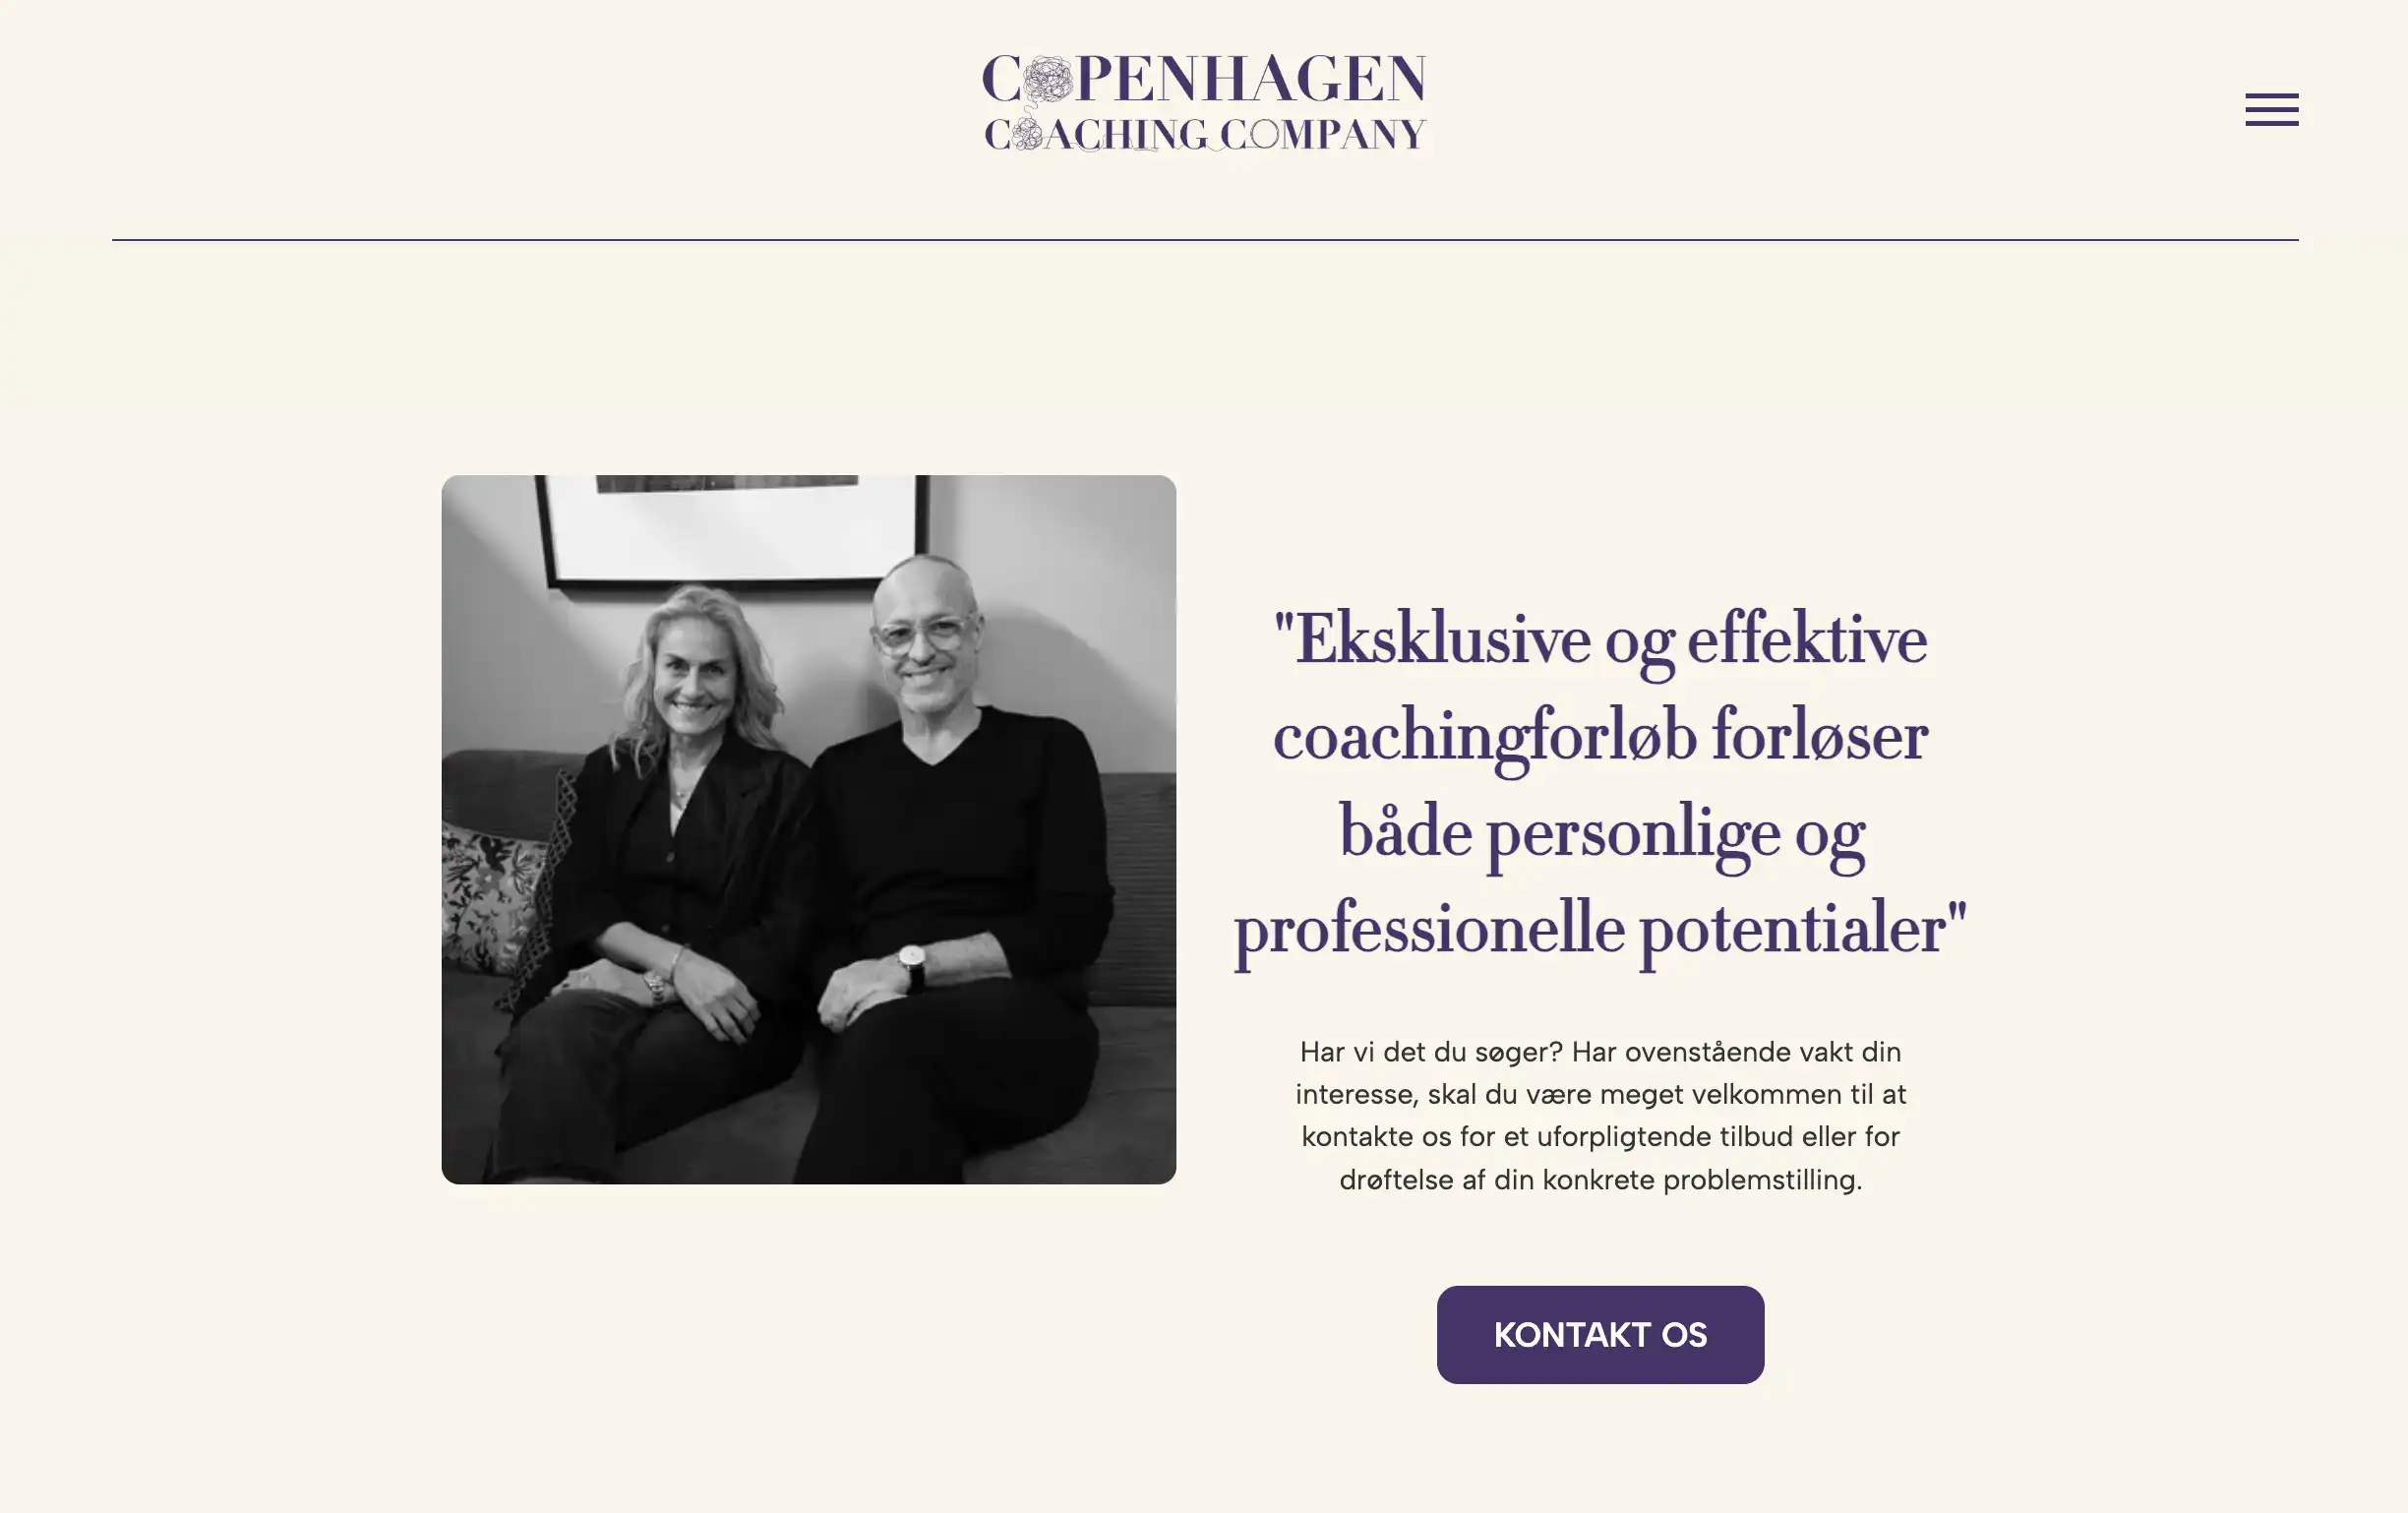 COPENHAGEN
COACHING COMPANY
"Eksklusive og effektive
coachingforløb forløser
både personlige og
professionelle potentialer"
Har vi det du søger? Har ovenstående vakt din
interesse, skal du være meget velkommen til at
kontakte os for et uforpligtende tilbud eller for
drøftelse af din konkrete problemstilling.
KONTAKT OS